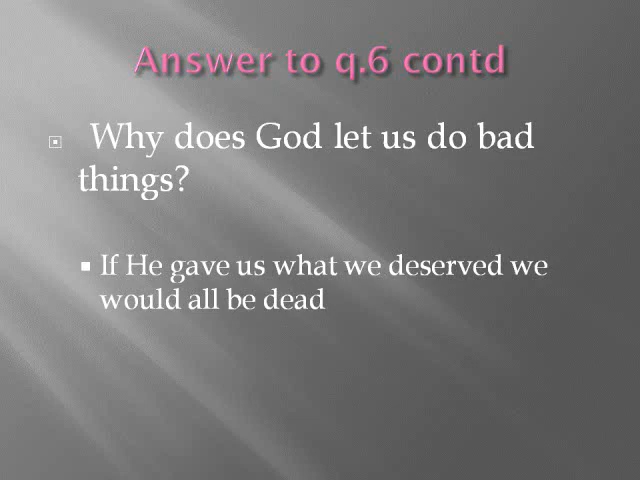 Answer to q.6 contd
Why does God let us do bad
things?
If He gave us what we deserved we
would all be dead